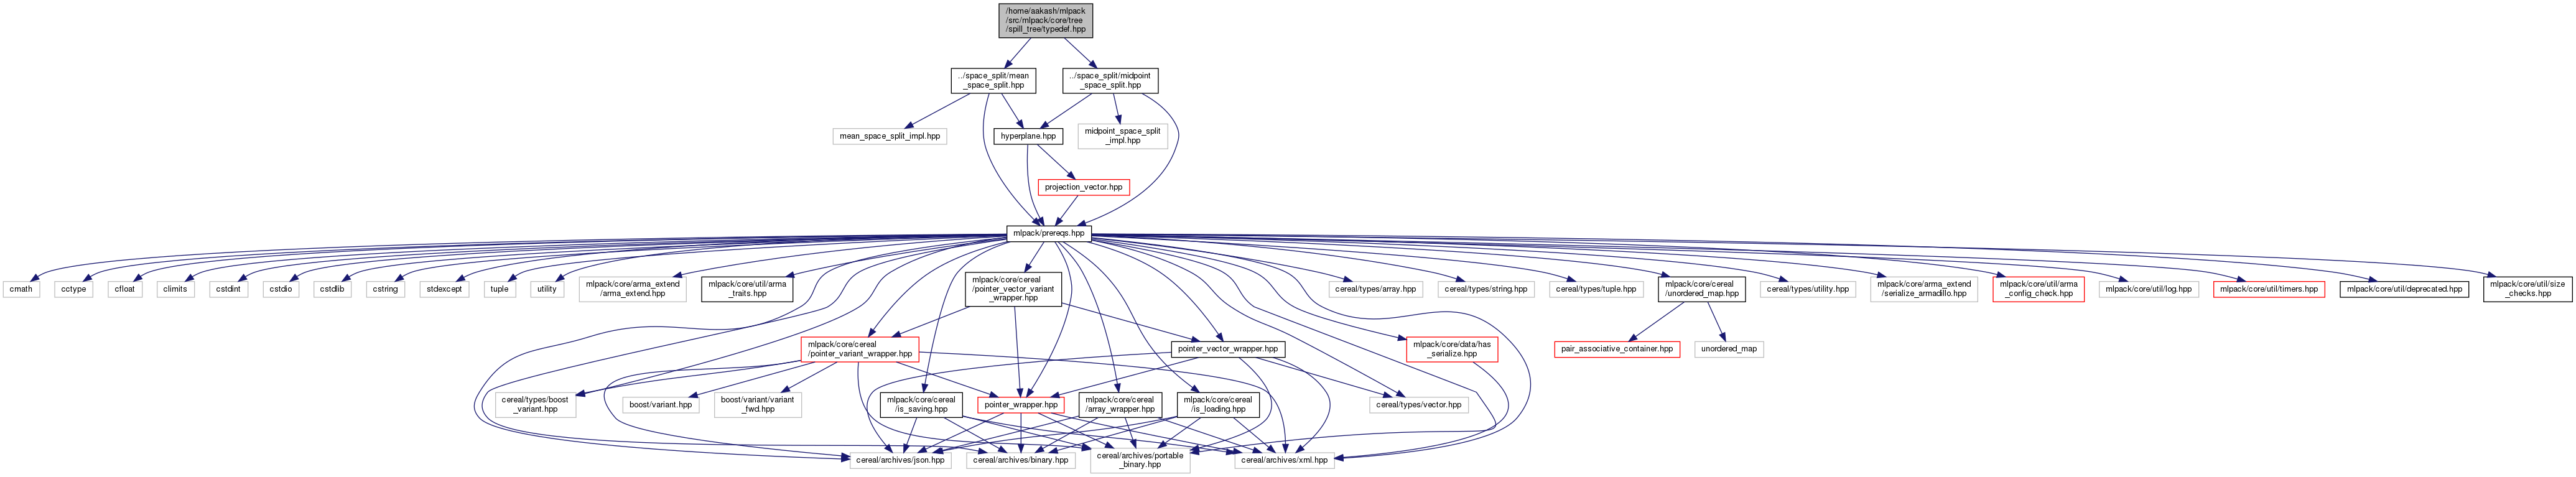 /home/aakash/mlpack
/src/mlpack/core/tree
/spill_tree/typedef.hpp
../space_split/mean
_space_split.hpp
../space_split/midpoint
_space_split.hpp
mean_space_split_impl.hpp
hyperplane.hpp
midpoint_space_split
_impl.hpp
projection_vector.hpp
mlpack/prereqs.hpp
cmath
cctype
cfloat
climits
cstdint
cstdio
cstdlib
cstring
stdexcept
tuple
utility
mlpack/core/arma_extend
/arma_extend.hpp
mlpack/core/util/arma
_traits.hpp
mlpack/core/cereal
/pointer_vector_variant
_wrapper.hpp
cereal/types/array.hpp
cereal/types/string.hpp
cereal/types/tuple.hpp
mlpack/core/cereal
/unordered_map.hpp
cereal/types/utility.hpp
mlpack/core/arma_extend
/serialize_armadillo.hpp
mlpack/core/util/arma
_config_check.hpp
mlpack/core/util/log.hpp
mlpack/core/util/timers.hpp
mlpack/core/util/deprecated.hpp
mlpack/core/util/size
_checks.hpp
mlpack/core/cereal
/pointer_variant_wrapper.hpp
pointer_vector_wrapper.hpp
mlpack/core/data/has
_serialize.hpp
pair_associative_container.hpp
unordered_map
cereal/types/boost
_variant.hpp
boost/variant.hpp
boost/variant/variant
_fwd.hpp
mlpack/core/cereal
/is_saving.hpp
pointer_wrapper.hpp
mlpack/core/cereal
/array_wrapper.hpp
mlpack/core/cereal
/is_loading.hpp
cereal/types/vector.hpp
cereal/archives/json.hpp
cereal/archives/binary.hpp
cereal/archives/portable
_binary.hpp
cereal/archives/xml.hpp